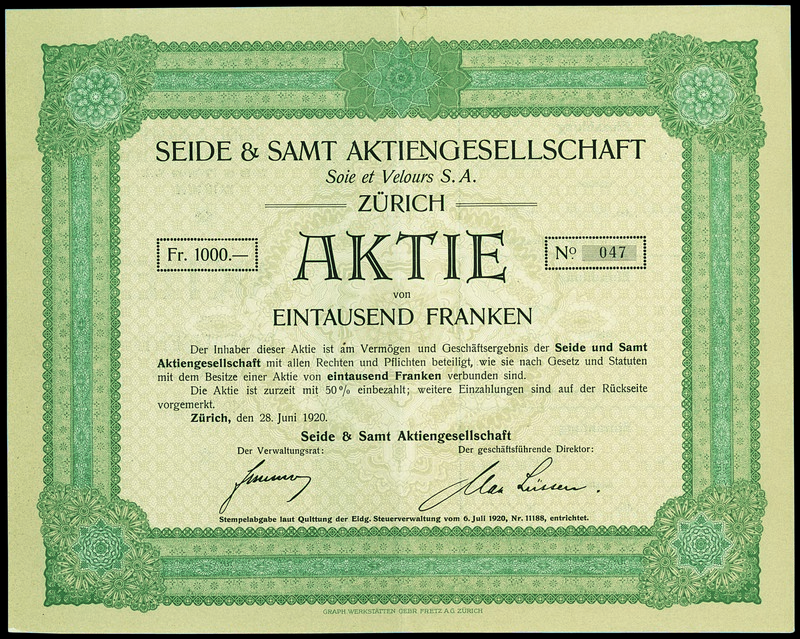 SEIDE & SAMT AKTIENGESELLSCHAFT
Soie et Velours S. A.
ZÜRICH
Fr. 1000.—
AKTIE
No 047
von
EINTAUSEND FRANKEN
Der Inhaber dieser Aktie ist am Vermögen und Geschäftsergebnis der Seide und Samt
Aktiengesellschaft mit allen Rechten und Pflichten beteiligt, wie sie nach Gesetz und Statuten
mit dem Besitze einer Aktie von eintausend Franken verbunden sind.
Die Aktie ist zurzeit mit 50% einbezahlt; weitere Einzahlungen sind auf der Rückseite
vorgemerkt.
Zürich, den 28. Juni 1920.
Seide & Samt Aktiengesellschaft
Der Verwaltungsrat: Der geschäftsführende Direktor:
Max
Stempelabgabe laut Quittung der Eidg. Steuerverwaltung vom 6. Juli 1920, Nr. 11188, entrichtet.
GRAPH. WERKSTÄTTEN GEBR. FRETZ A.G. ZÜRICH